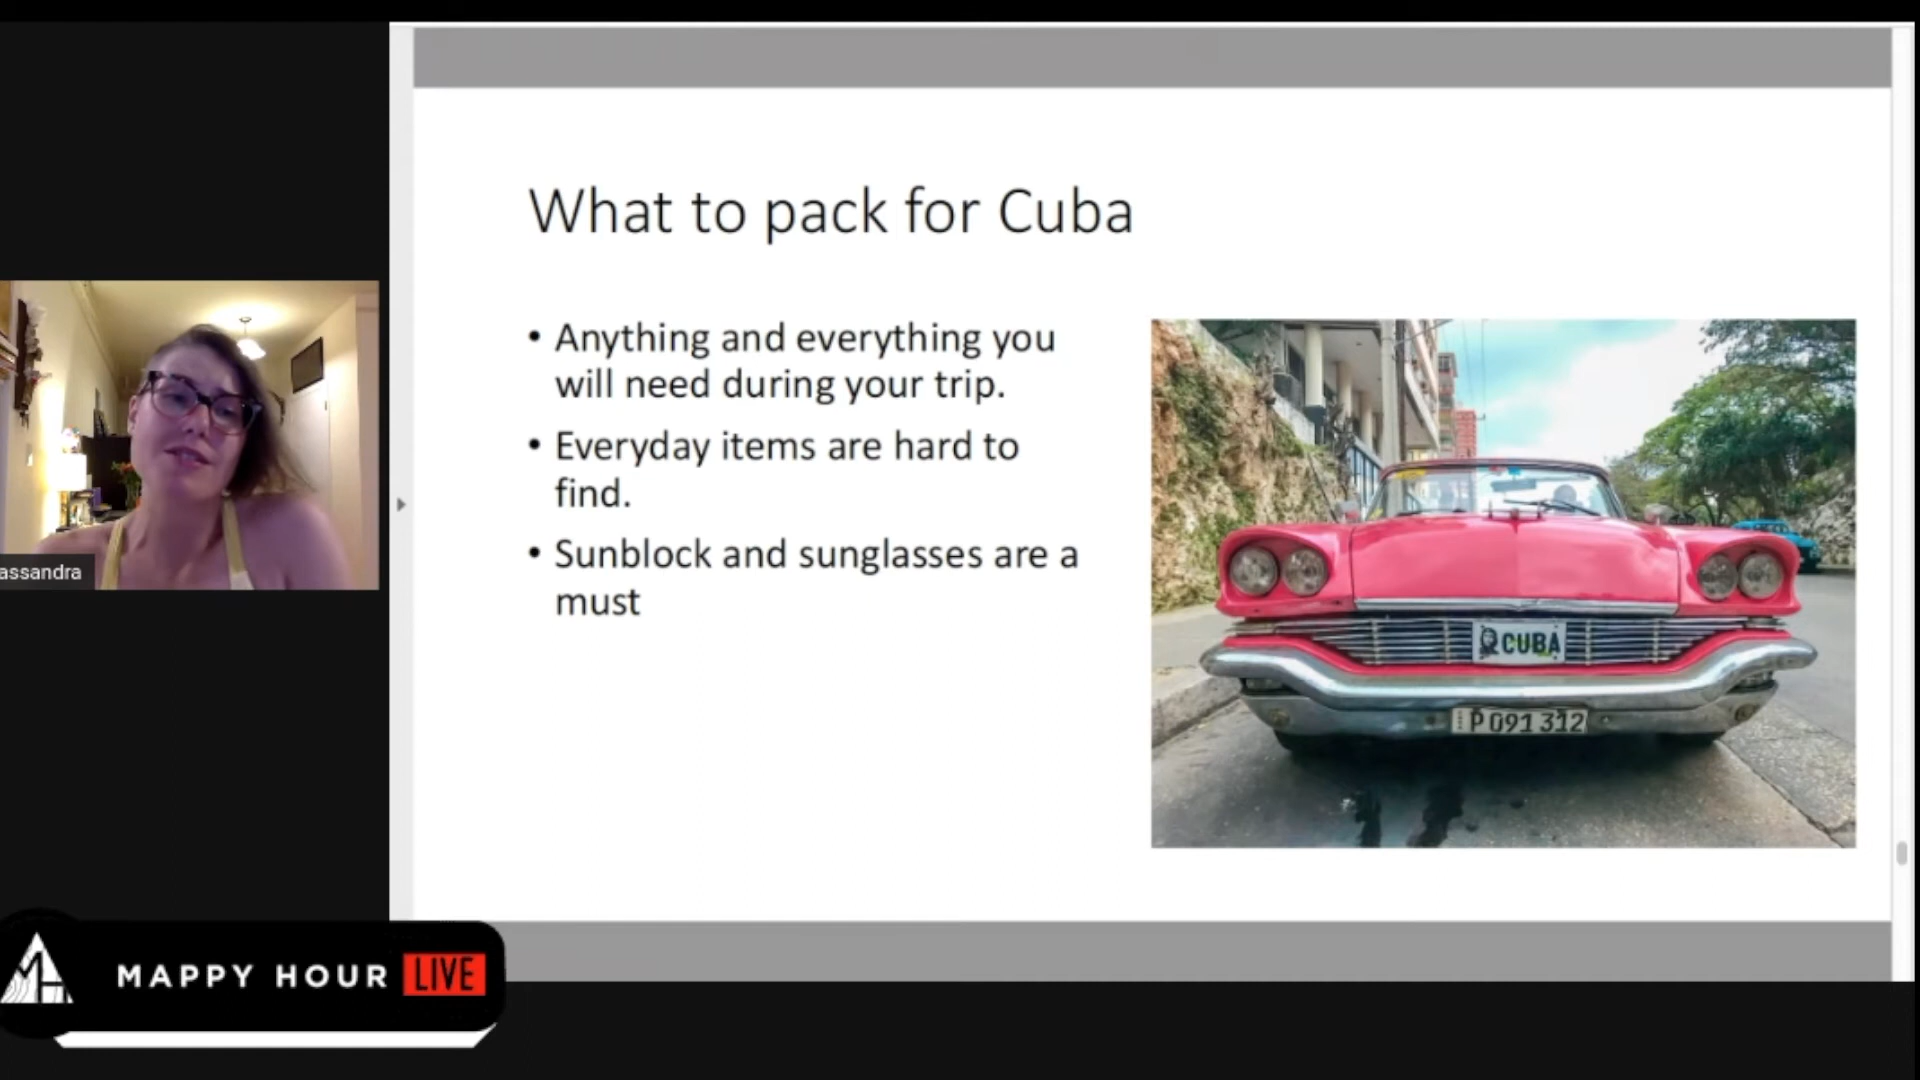 What to pack for Cuba
• Anything and everything you
will need during your trip.
• Everyday items are hard to
find.
• Sunblock and sunglasses are a
must
CUBA
P 091 312
assandra
MAPPY HOUR LIVE